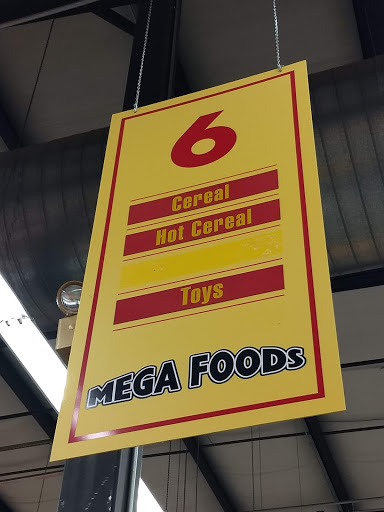 6
Cereal
Hot Cereal
Toys
MEGA FOODS